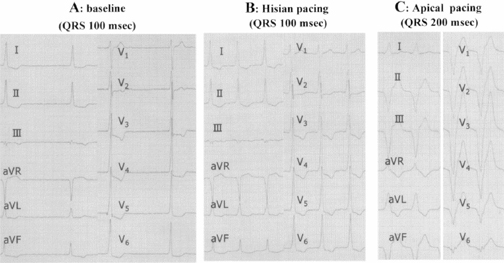 A: baseline
(QRS 100 msec)
I
II
III
aVR
aVL
aVF
V1
V2
V3
V4
V5
V6
B: Hisian pacing
(QRS 100 msec)
I
II
III
aVR
aVL
aVF
V1
V2
V3
V4
V5
V6
C: Apical pacing
(QRS 200 msec)
I
II
III
aVR
aVL
aVF
V1
V2
V3
V4
V5
V6